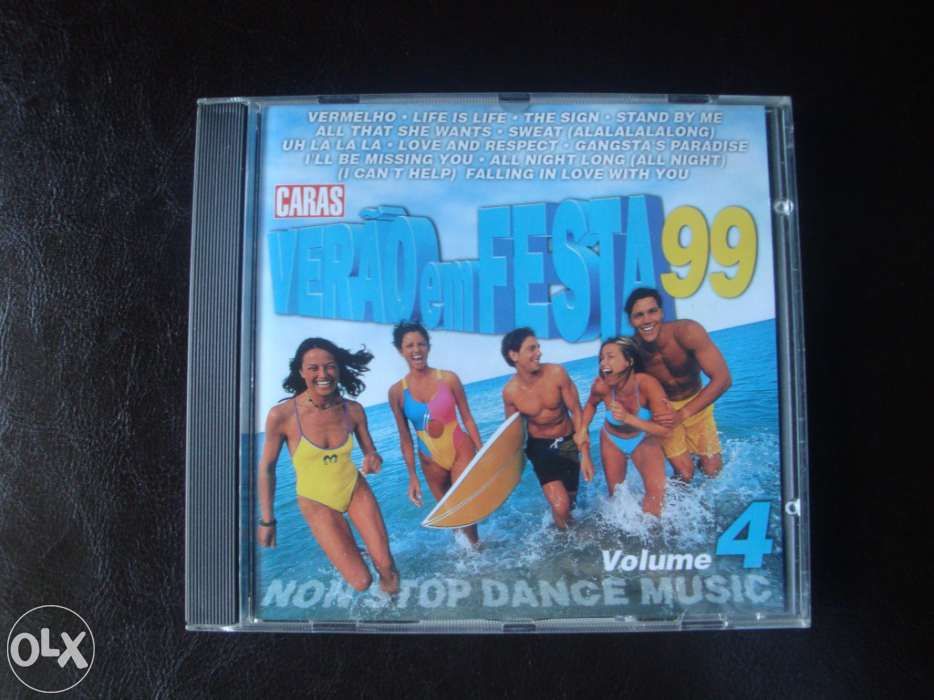 VERMELHO · LIFE IS LIFE · THE SIGN · STAND BY ME
ALL THAT SHE WANTS · SWEAT (ALALALALALONG)
UH LA LA LA · LOVE AND RESPECT · GANGSTA S PARADISE
I'LL BE MISSING YOU · ALL NIGHT LONG (ALL NIGHT)
(I CAN T HELP) FALLING IN LOVE WITH YOU
CARAS
VERÃO em FESTA 99
Volume 4
NON STOP DANCE MUSIC
OLX